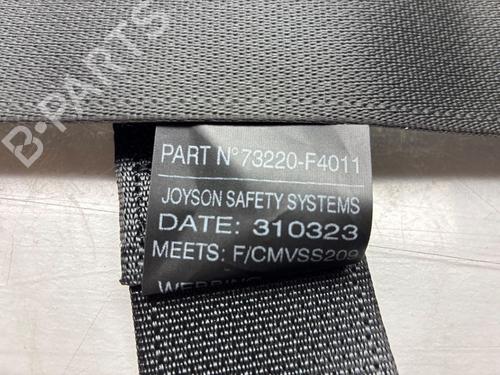 B-PARTS
PART N° 73220-F4011
JOYSON SAFETY SYSTEMS
DATE: 310323
MEETS: F/CMVSS209